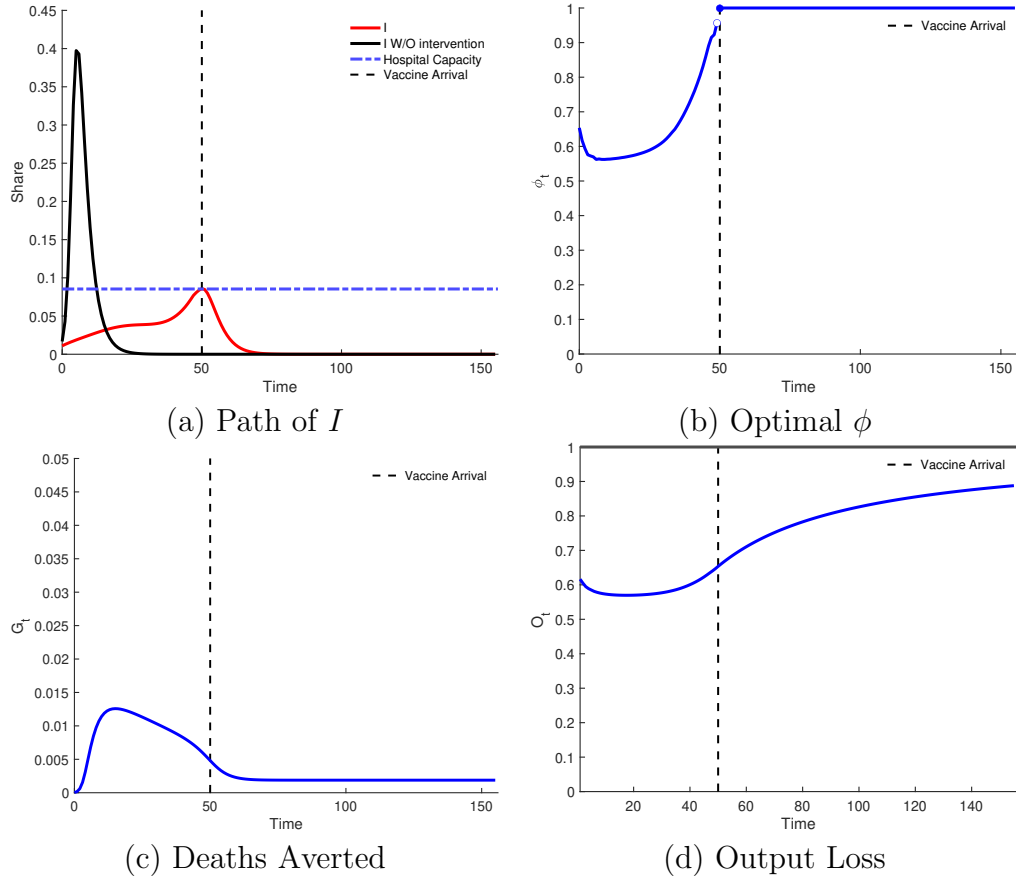 0.45
0.4
0.35
0.3
0.25
0.2
0.15
0.1
0.05
0
Share
0 50 100 150
Time
I
I W/O intervention
Hospital Capacity
Vaccine Arrival
(a) Path of I
1
0.9
0.8
0.7
0.6
0.5
0.4
0.3
0.2
0.1
0
ϕt
0 50 100 150
Time
Vaccine Arrival
(b) Optimal ϕ
0.05
0.045
0.04
0.035
0.03
0.025
0.02
0.015
0.01
0.005
0
Gt
0 50 100 150
Time
Vaccine Arrival
(c) Deaths Averted
1
0.9
0.8
0.7
0.6
0.5
0.4
0.3
0.2
0.1
0
Ot
20 40 60 80 100 120 140
Time
Vaccine Arrival
(d) Output Loss